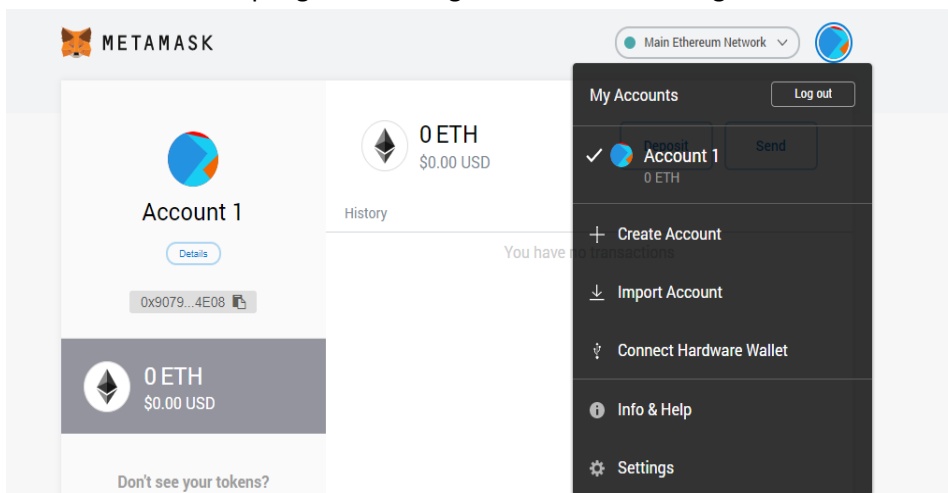 METAMASK
Main Ethereum Network
My Accounts
Log out
Account 1
0 ETH
Create Account
Import Account
Connect Hardware Wallet
Info & Help
Settings
0 ETH
$0.00 USD
Deposit
Send
History
You have no transactions
Account 1
Details
0x9079...4E08
0 ETH
$0.00 USD
Don't see your tokens?